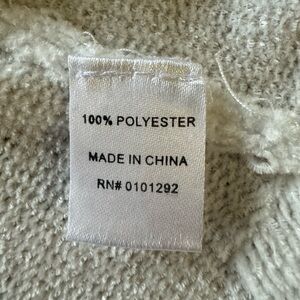 100% POLYESTER
MADE IN CHINA
RN# 0101292